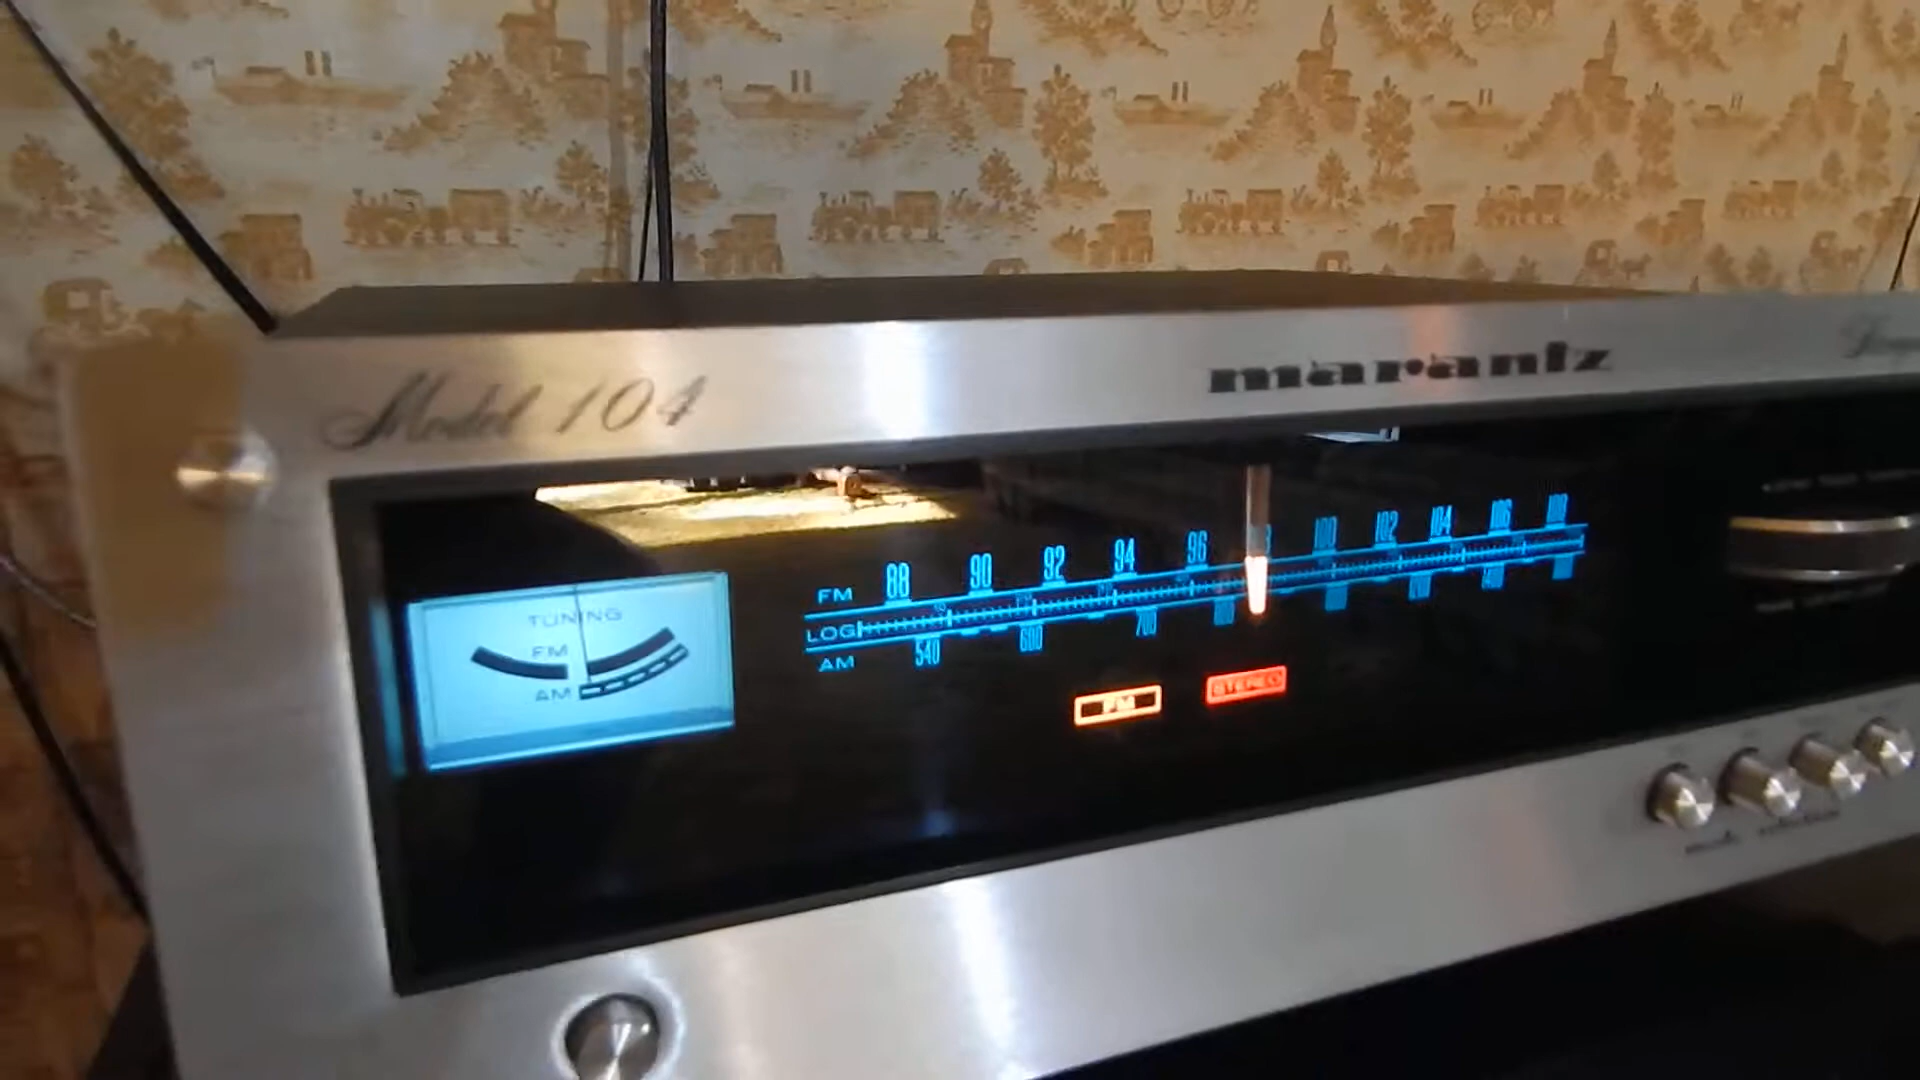 Model 104
marantz
TUNING
FM
AM
FM 88 90 92 94 96 100 102 104 106 108
LOG
AM 540 600 700
FM
STEREO